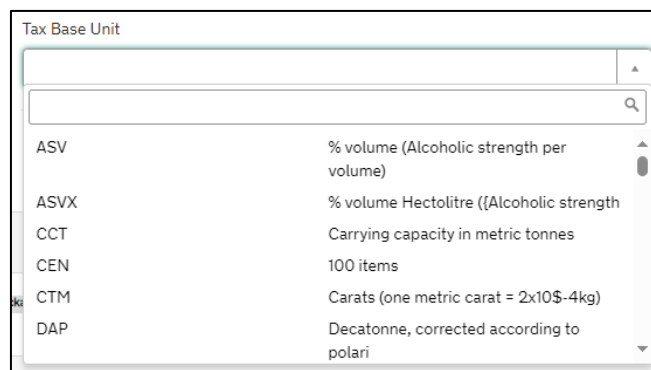 Tax Base Unit
ASV % volume (Alcoholic strength per
volume)
ASVX % volume Hectolitre ({Alcoholic strength
CCT Carrying capacity in metric tonnes
CEN 100 items
CTM Carats (one metric carat = 2x10$-4kg)
DAP Decatonne, corrected according to
polari